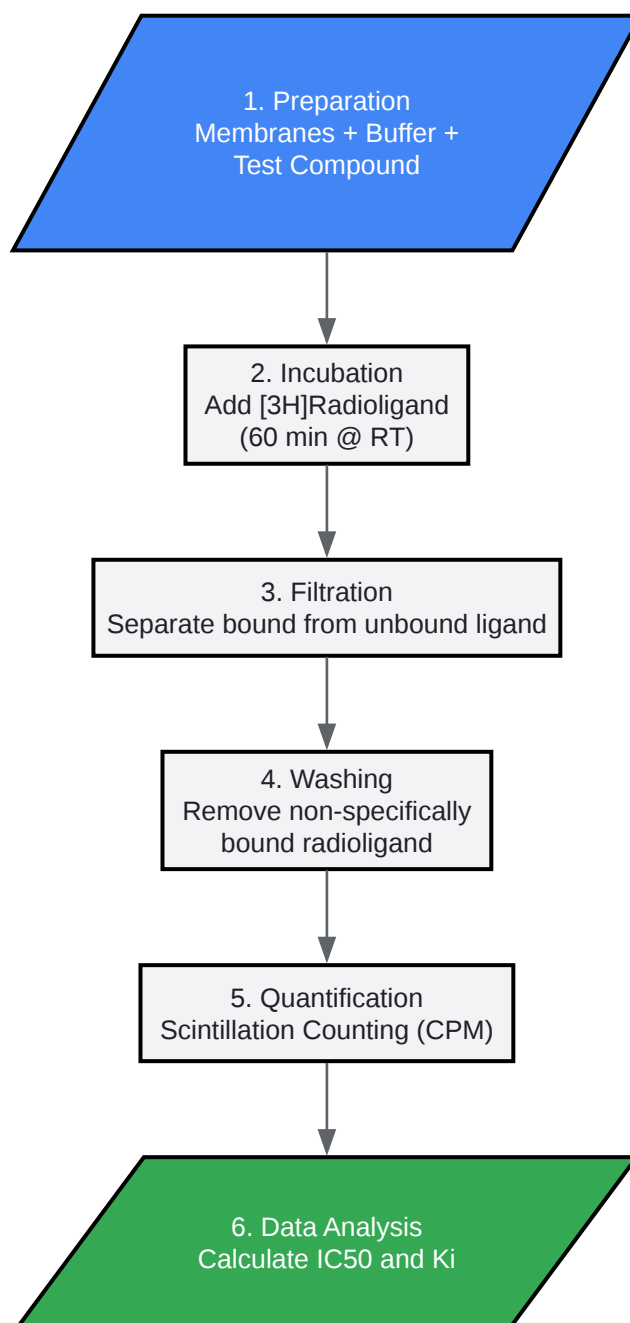 1. Preparation
Membranes + Buffer +
Test Compound
2. Incubation
Add [3H]Radioligand
(60 min @ RT)
3. Filtration
Separate bound from unbound ligand
4. Washing
Remove non-specifically
bound radioligand
5. Quantification
Scintillation Counting (CPM)
6. Data Analysis
Calculate IC50 and Ki